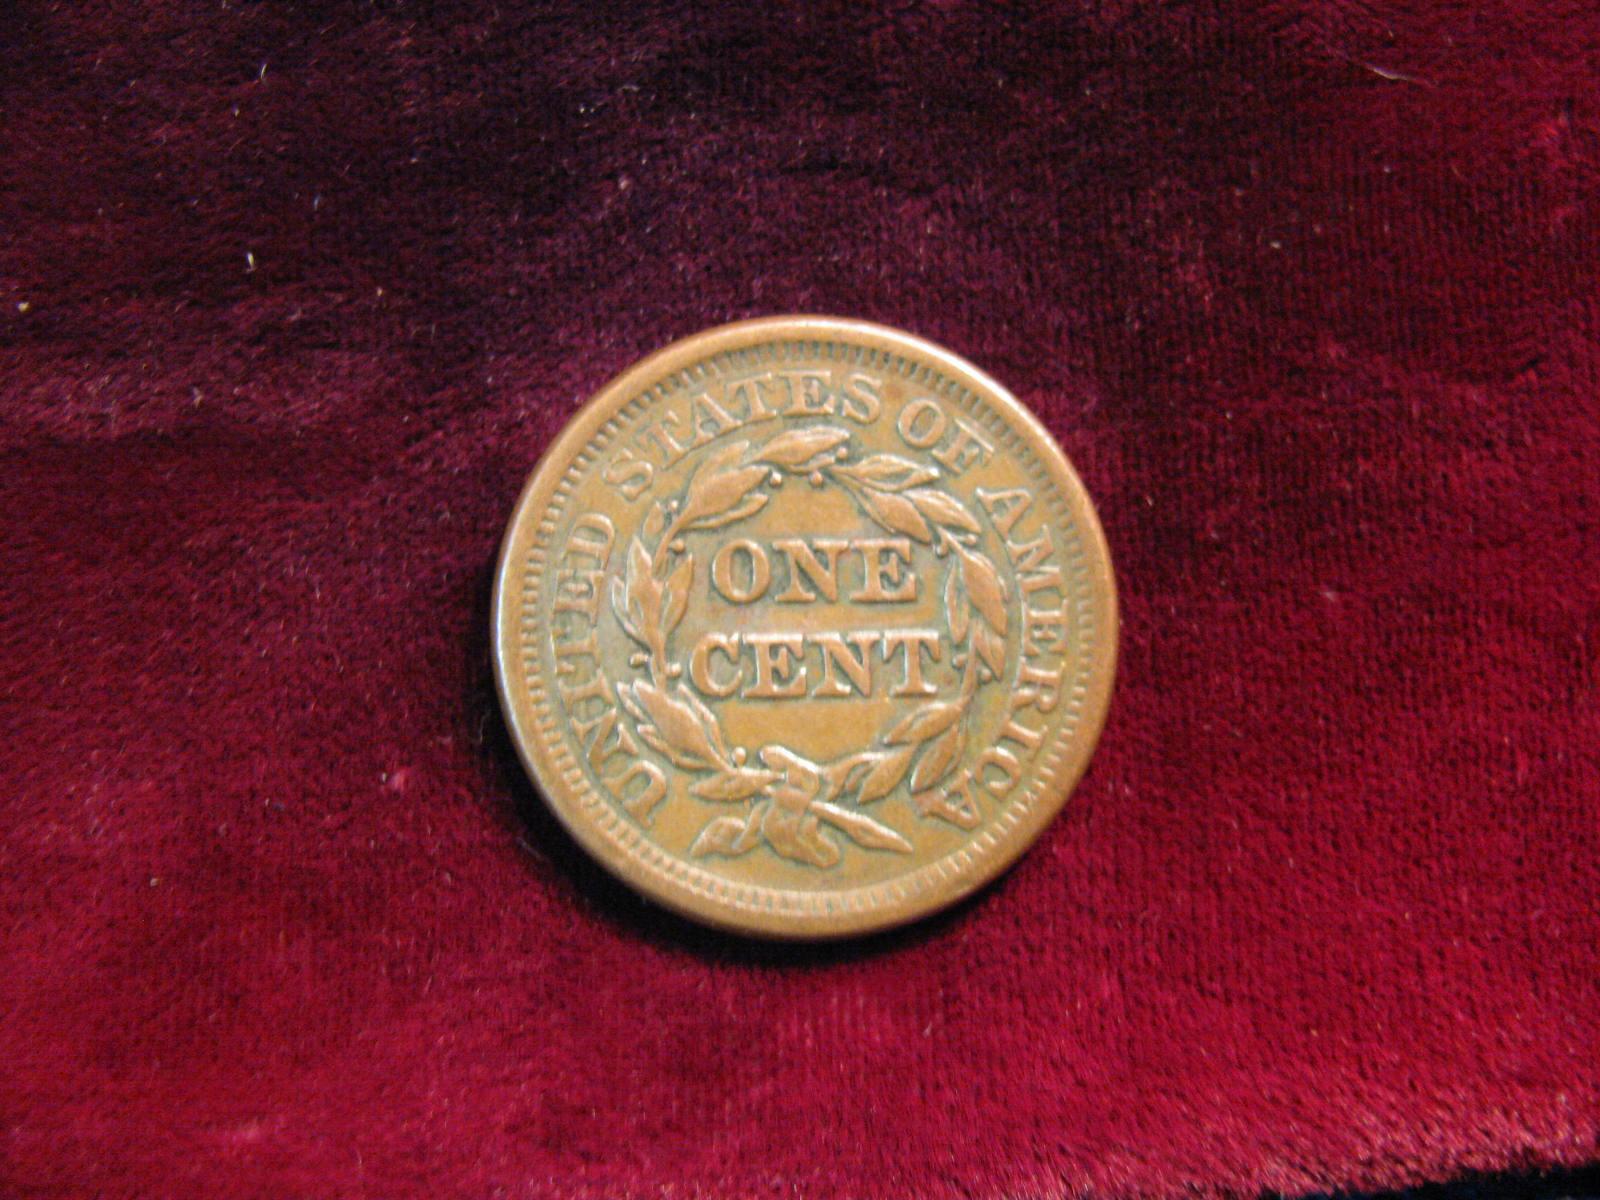 UNITED STATES OF AMERICA
ONE
CENT